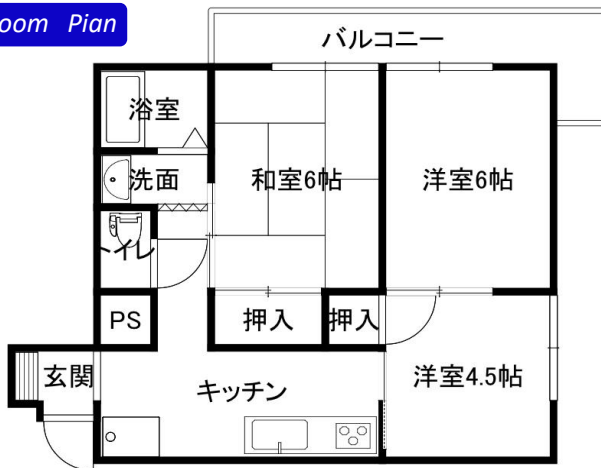 oom Pian
バルコニー
浴室
洗面
和室6帖
洋室6帖
トイレ
PS
押入
押入
玄関
キッチン
洋室4.5帖